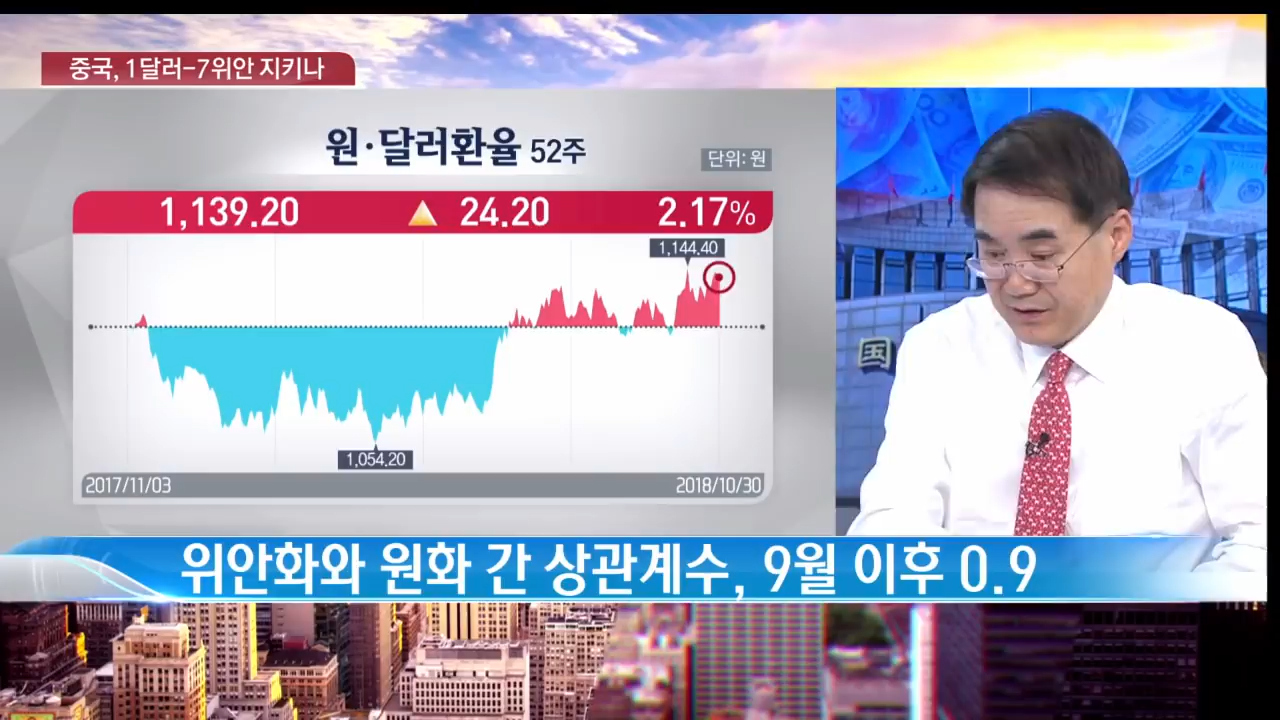 중국, 1달러-7위안 지키나
원·달러환율 52주
단위: 원
1,139.20 24.20 2.17%
1,144.40
1,054.20
2017/11/03 2018/10/30
国
위안화와 원화 간 상관계수, 9월 이후 0.9